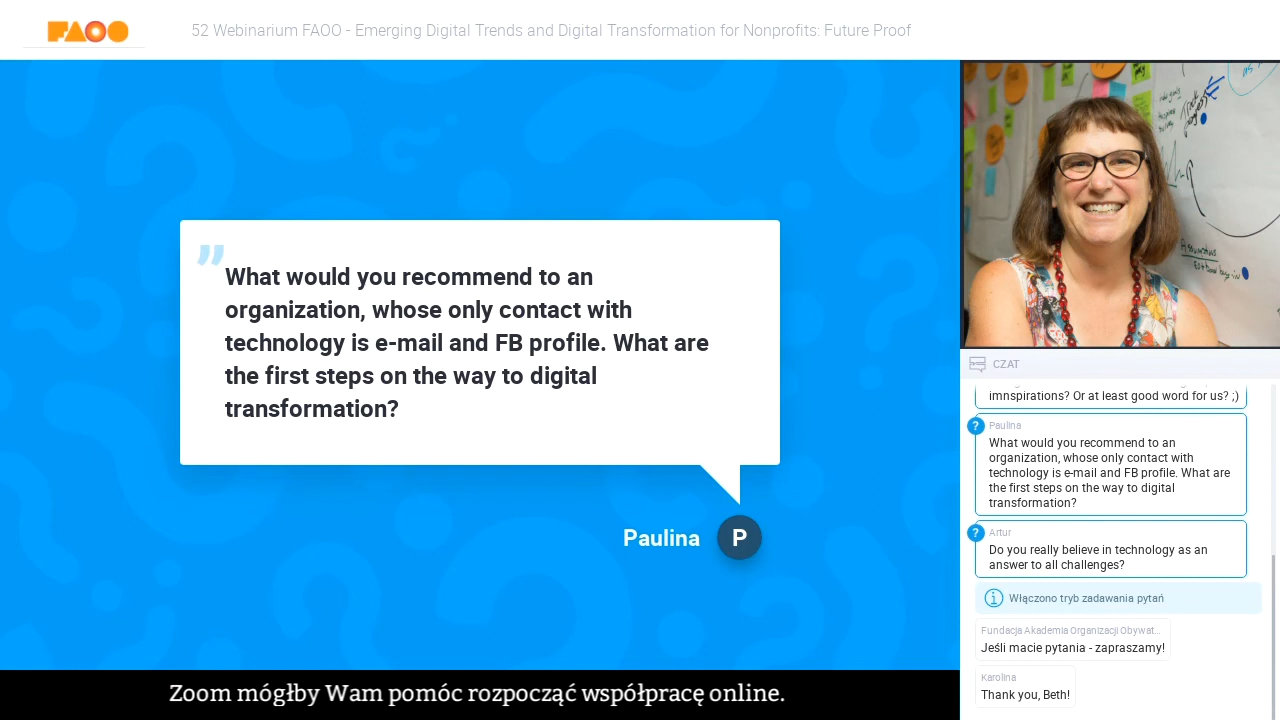 FAOO
52 Webinarium FAOO - Emerging Digital Trends and Digital Transformation for Nonprofits: Future Proof
What would you recommend to an
organization, whose only contact with
technology is e-mail and FB profile. What are
the first steps on the way to digital
transformation?
Paulina
P
Zoom mógłby Wam pomóc rozpocząć współpracę online.
CZAT
imnspirations? Or at least good word for us? ;)
?
Paulina
What would you recommend to an
organization, whose only contact with
technology is e-mail and FB profile. What are
the first steps on the way to digital
transformation?
?
Artur
Do you really believe in technology as an
answer to all challenges?
Włączono tryb zadawania pytań
Fundacja Akademia Organizacji Obywat...
Jeśli macie pytania - zapraszamy!
Karolina
Thank you, Beth!